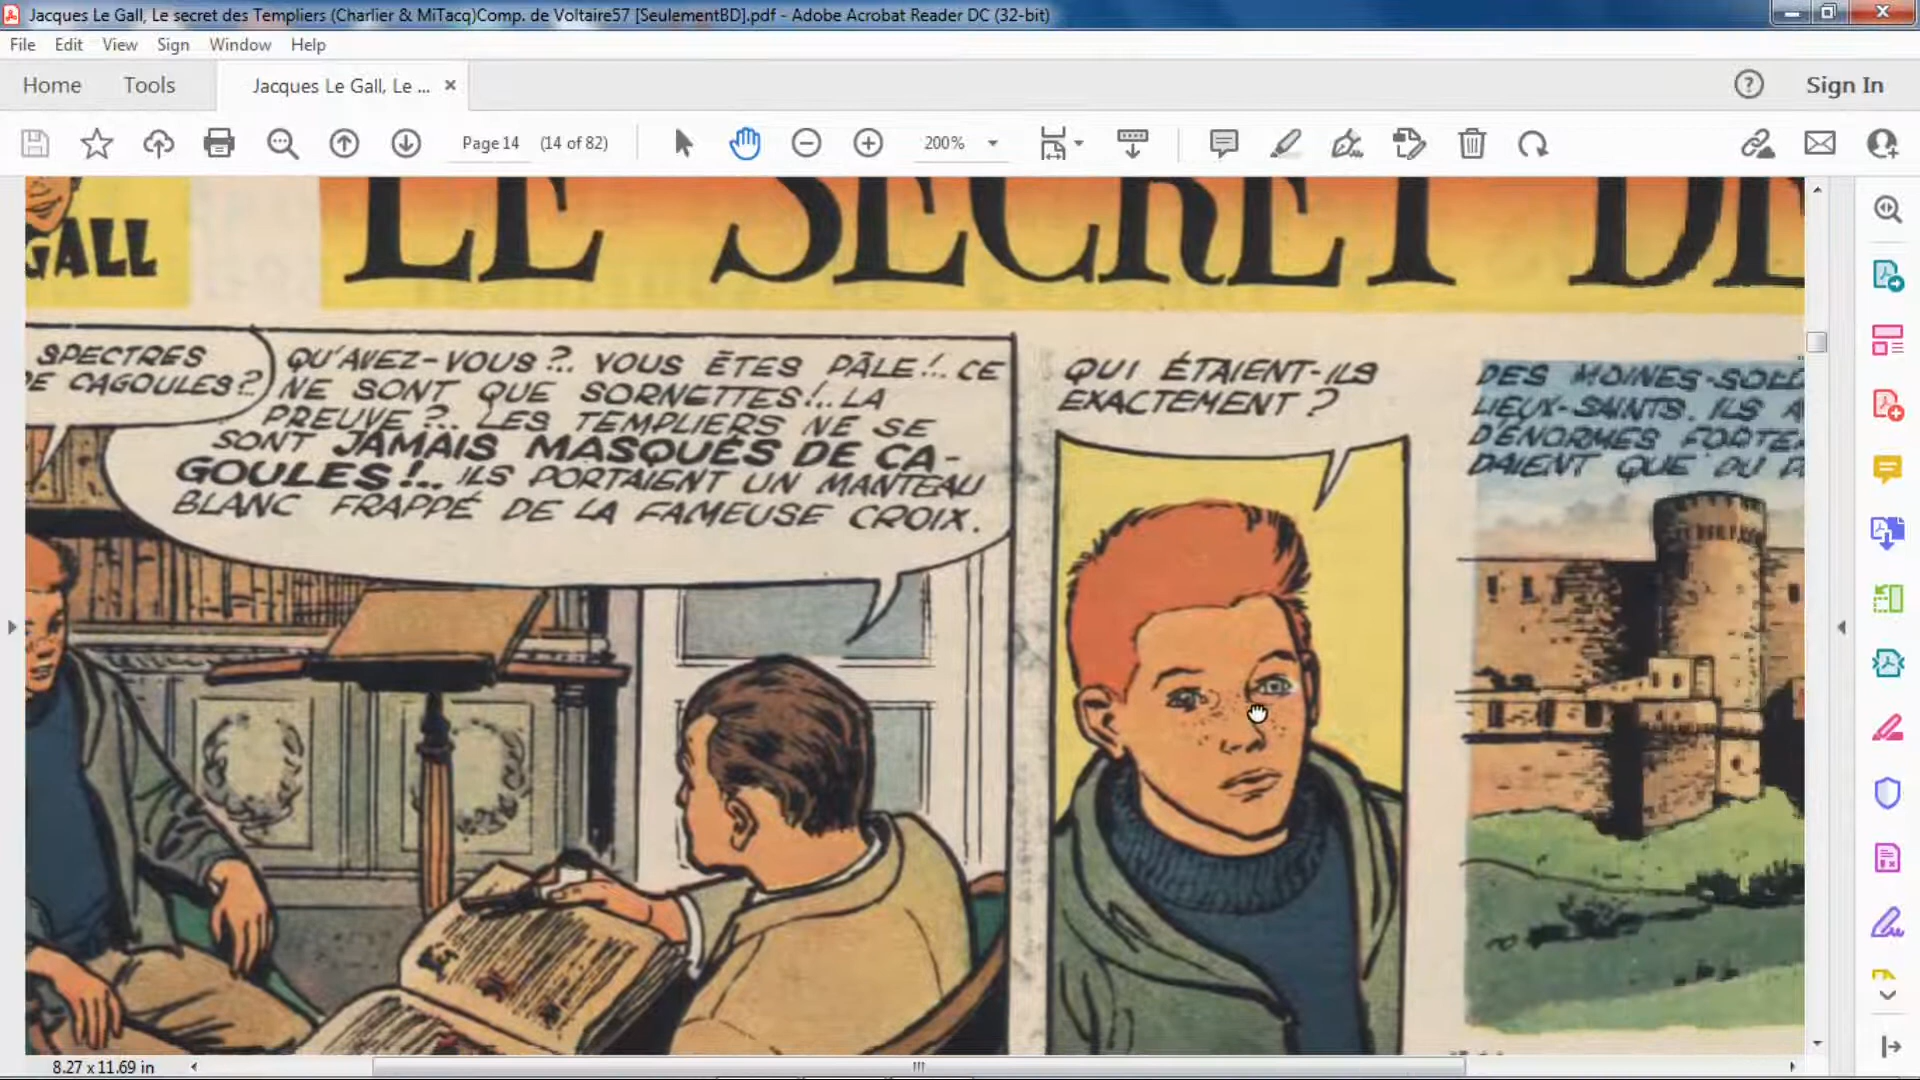 Jacques Le Gall, Le secret des Templiers (Charlier & MiTacq)Comp. de Voltaire57 [SeulementBD].pdf - Adobe Acrobat Reader DC (32-bit)
File Edit View Sign Window Help
Home Tools Jacques Le Gall, Le ... Sign In
Page 14 (14 of 82) 200%
GALL
LE SECRET DE
SPECTRES
DE CAGOULES?
QU'AVEZ-VOUS ?.. VOUS ÊTES PÂLE !.. CE
NE SONT QUE SORNETTES!.. LA
PREUVE ?.. LES TEMPLIERS NE SE
SONT JAMAIS MASQUÉS DE CA-
GOULES !.. ILS PORTAIENT UN MANTEAU
BLANC FRAPPÉ DE LA FAMEUSE CROIX.
QUI ÉTAIENT-ILS
EXACTEMENT ?
DES MOINES-SOLD
LIEUX-SAINTS. ILS A
D'ÉNORMES FORTE
DAIENT QUE DU P
8.27 x 11.69 in